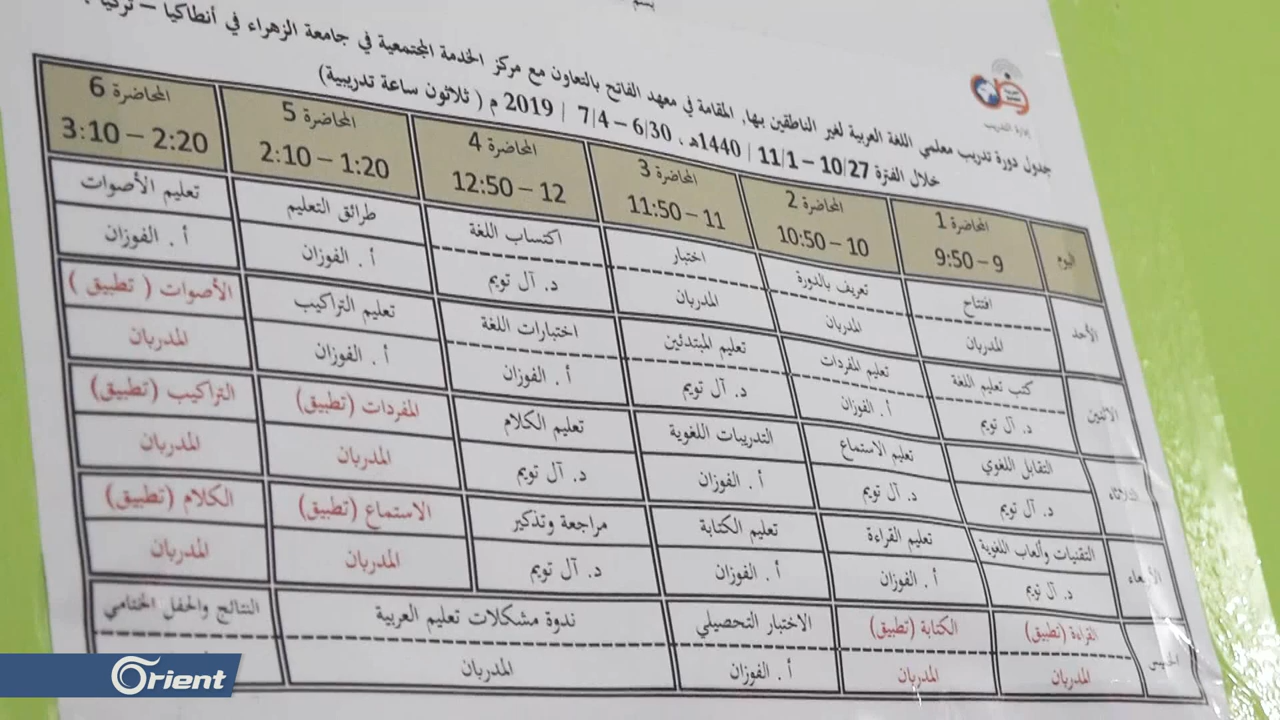 بسم
جدول دورة تدريب معلمي اللغة العربية لغير الناطقين بها، المقامة في معهد الفاتح بالتعاون مع مركز الخدمة المجتمعية في جامعة الزهراء في أنطاكيا – تركيا
خلال الفترة 10/27 – 11/1 / 1440هـ، 6/30 – 7/4 / 2019 م ( ثلاثون ساعة تدريبية)
إدارة التدريب
اليوم المحاضرة 1 المحاضرة 2 المحاضرة 3 المحاضرة 4 المحاضرة 5 المحاضرة 6
9 – 9:50 10 – 10:50 11 – 11:50 12 – 12:50 1:20 – 2:10 2:20 – 3:10
الأحد افتتاح تعريف بالدورة اختبار اكتساب اللغة طرائق التعليم تعليم الأصوات
المدربان المدربان المدربان د. آل تويم أ. الفوزان أ. الفوزان
الاثنين كتب تعليم اللغة تعليم المفردات تعليم المبتدئين اختبارات اللغة تعليم التراكيب الأصوات ( تطبيق )
د. آل تويم أ. الفوزان د. آل تويم أ. الفوزان أ. الفوزان المدربان
الثلاثاء التقابل اللغوي تعليم الاستماع التدريبات اللغوية تعليم الكلام المفردات (تطبيق) التراكيب (تطبيق)
د. آل تويم د. آل تويم أ. الفوزان د. آل تويم المدربان المدربان
الأربعاء التقنيات وألعاب اللغوية تعليم القراءة تعليم الكتابة مراجعة وتذكير الاستماع (تطبيق) الكلام (تطبيق)
د. آل تويم أ. الفوزان أ. الفوزان د. آل تويم المدربان المدربان
الخميس القراءة (تطبيق) الكتابة (تطبيق) الاختبار التحصيلي ندوة مشكلات تعليم العربية النتائج والحفل الختامي
المدربان المدربان أ. الفوزان المدربان
Orient